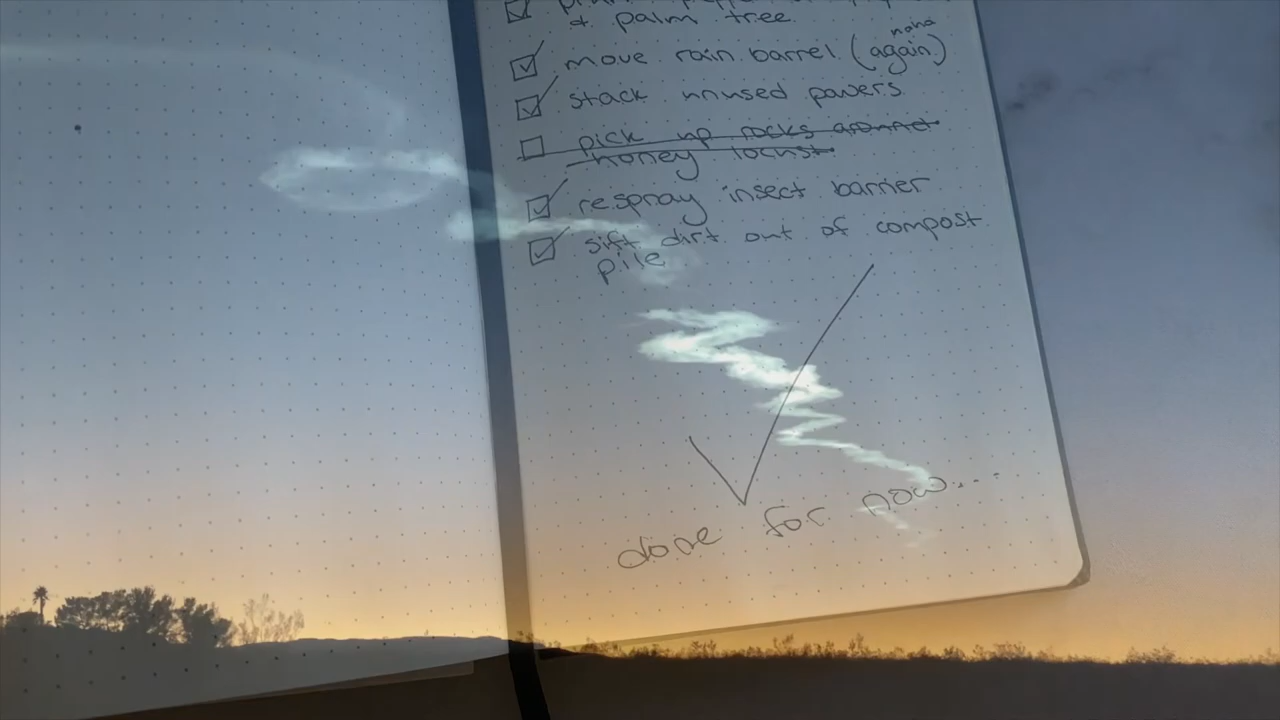 & palm tree
haha
move rain barrel (again)
stack unused pavers
pick up rocks around
honey locust
respray insect barrier
sift dirt out of compost
pile
done for now...